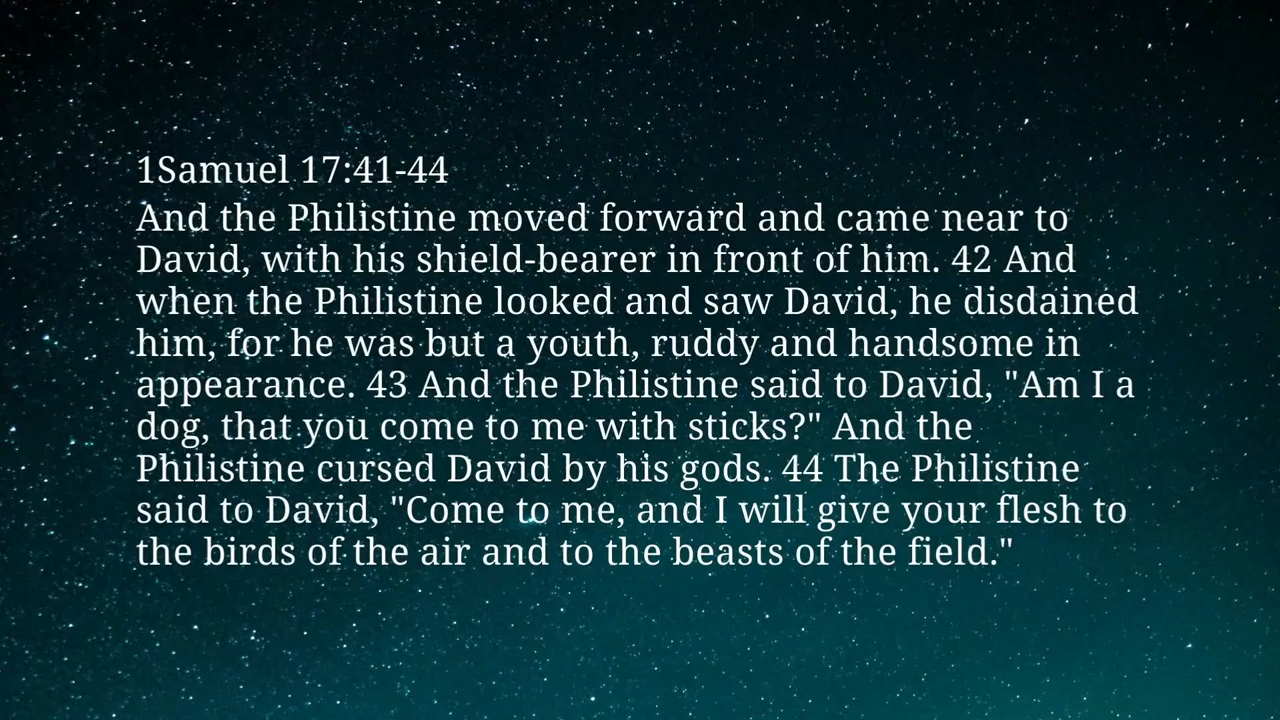 1Samuel 17:41-44
And the Philistine moved forward and came near to
David, with his shield-bearer in front of him. 42 And
when the Philistine looked and saw David, he disdained
him, for he was but a youth, ruddy and handsome in
appearance. 43 And the Philistine said to David, "Am I a
dog, that you come to me with sticks?" And the
Philistine cursed David by his gods. 44 The Philistine
said to David, "Come to me, and I will give your flesh to
the birds of the air and to the beasts of the field."